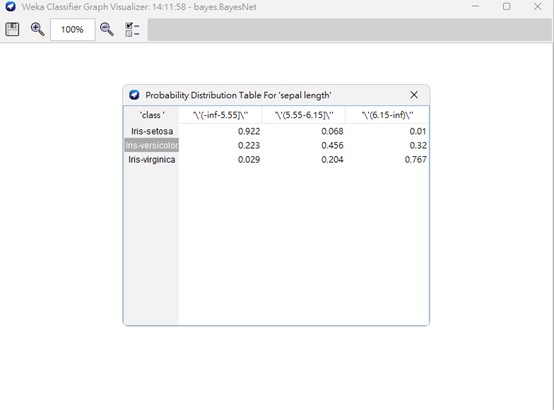 Weka Classifier Graph Visualizer: 14:11:58 - bayes.BayesNet
100%
Probability Distribution Table For 'sepal length'
'class ' '\'(-inf-5.55]\'' '\'(5.55-6.15]\'' '\'(6.15-inf)\''
Iris-setosa 0.922 0.068 0.01
Iris-versicolor 0.223 0.456 0.32
Iris-virginica 0.029 0.204 0.767